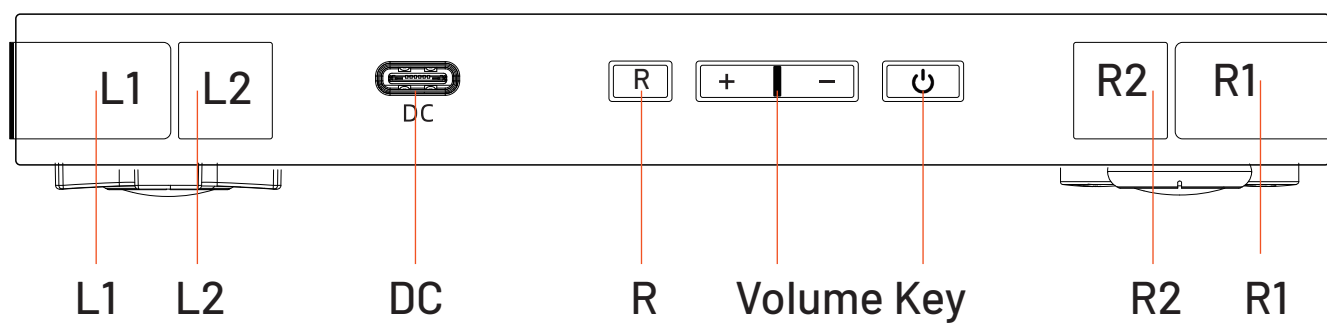 L1 L2 R + − R2 R1
DC
L1 L2 DC R Volume Key R2 R1